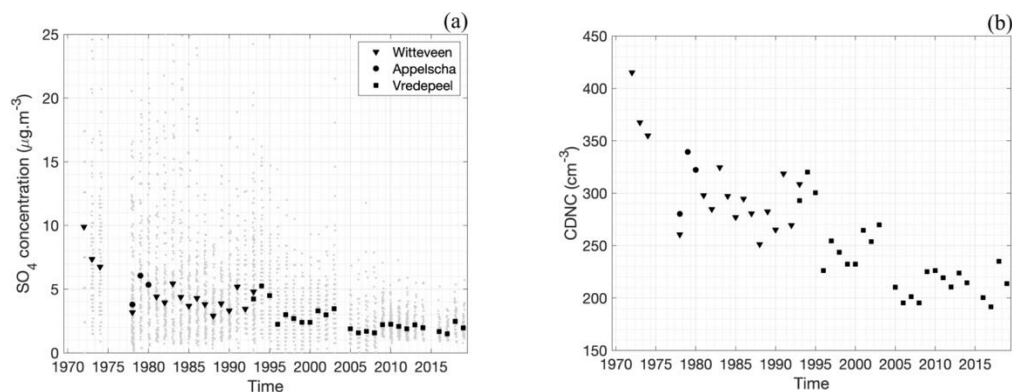 (a)
25
20
15
10
5
0
SO4 concentration (μg.m-3)
Witteveen
Appelscha
Vredepeel
1970 1975 1980 1985 1990 1995 2000 2005 2010 2015
Time
(b)
450
400
350
300
250
200
150
CDNC (cm-3)
1970 1975 1980 1985 1990 1995 2000 2005 2011 2015
Time